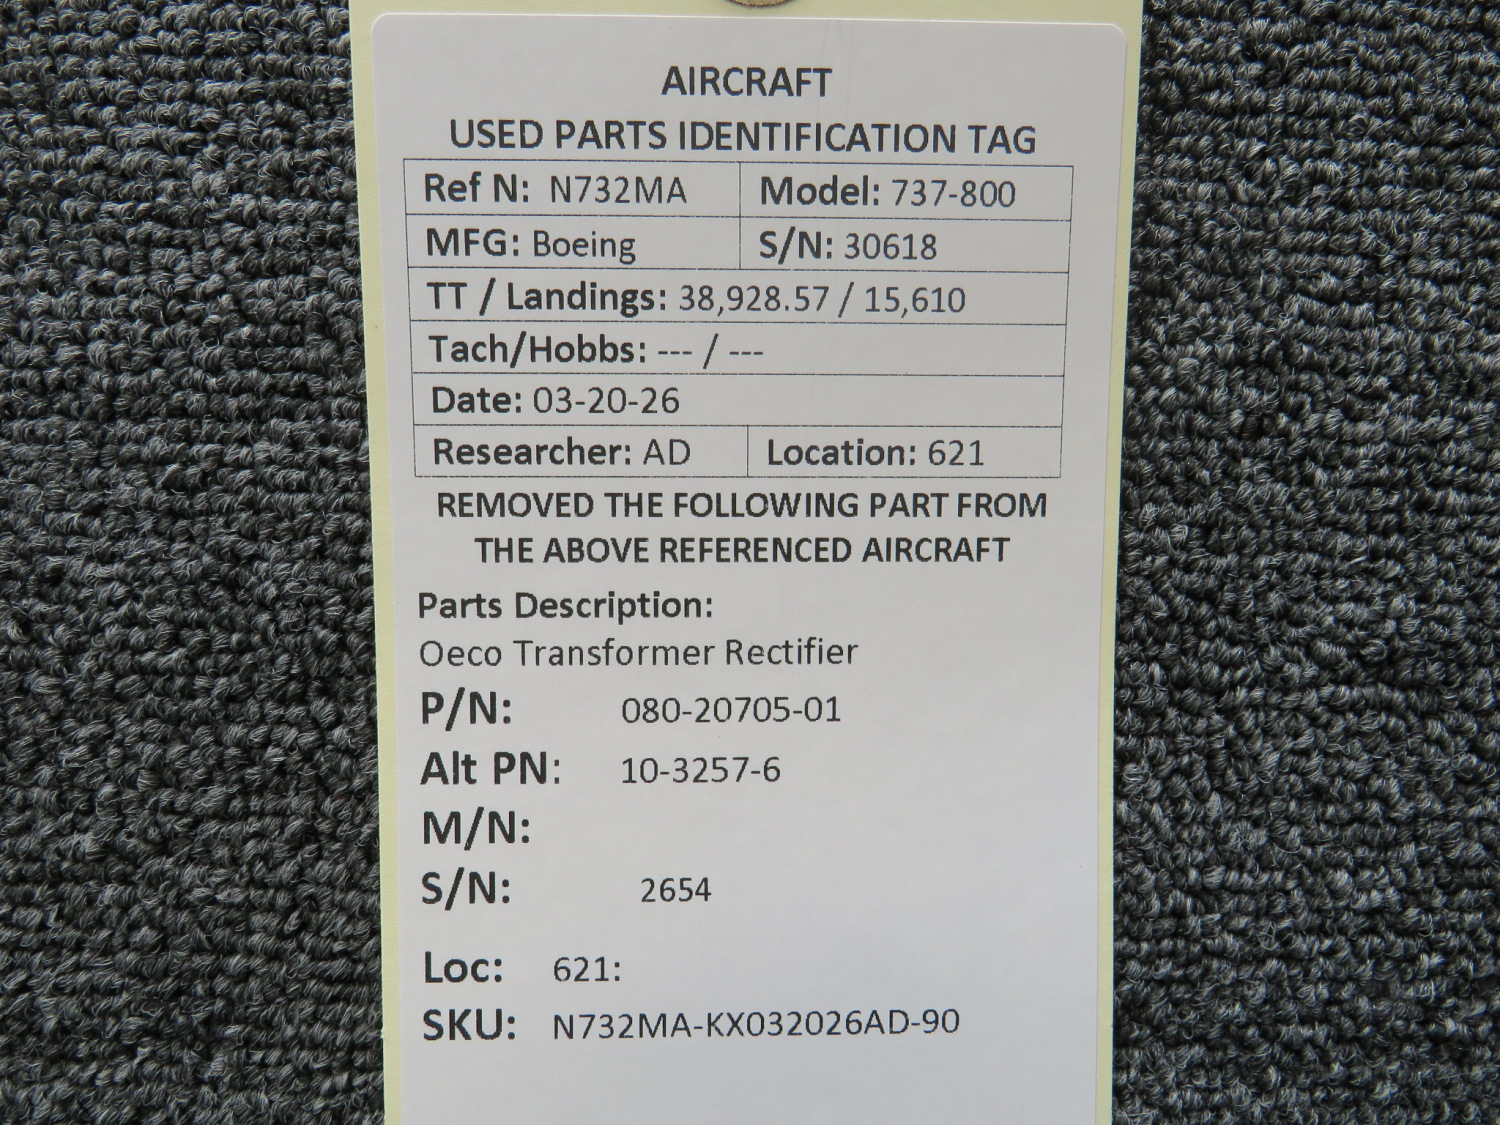 AIRCRAFT
USED PARTS IDENTIFICATION TAG
Ref N: N732MA Model: 737-800
MFG: Boeing S/N: 30618
TT / Landings: 38,928.57 / 15,610
Tach/Hobbs: --- / ---
Date: 03-20-26
Researcher: AD Location: 621
REMOVED THE FOLLOWING PART FROM
THE ABOVE REFERENCED AIRCRAFT
Parts Description:
Oeco Transformer Rectifier
P/N: 080-20705-01
Alt PN: 10-3257-6
M/N:
S/N: 2654
Loc: 621:
SKU: N732MA-KX032026AD-90